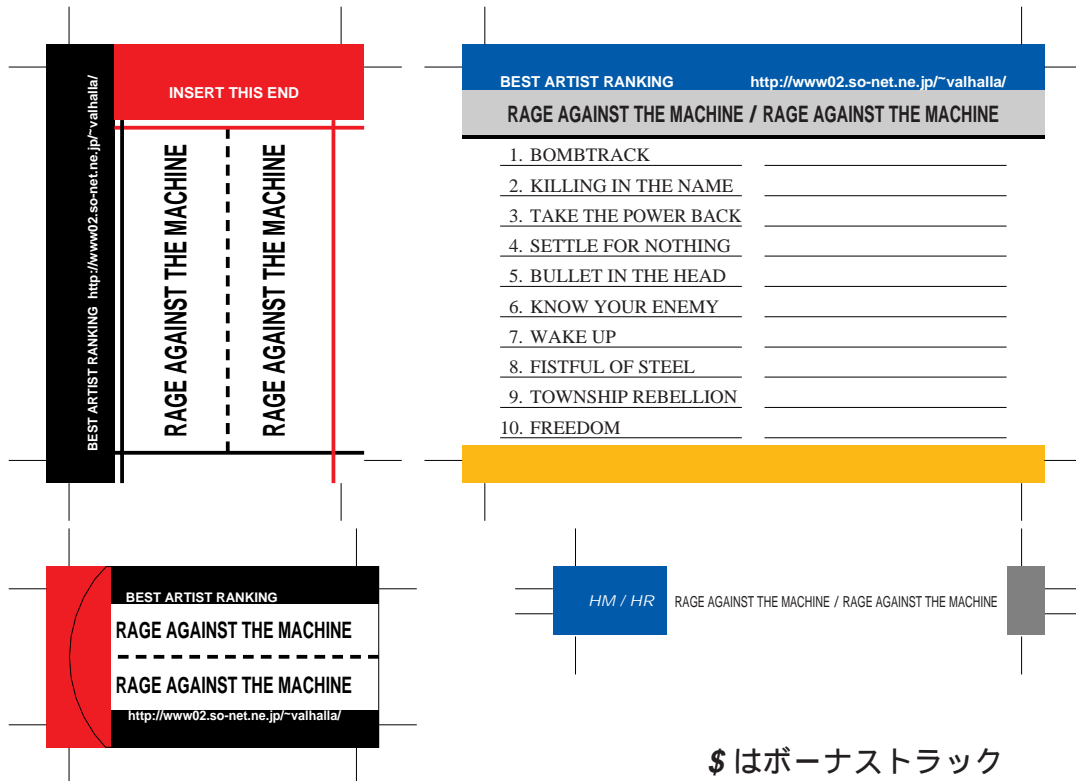 INSERT THIS END
BEST ARTIST RANKING http://www02.so-net.ne.jp/~valhalla/
RAGE AGAINST THE MACHINE
RAGE AGAINST THE MACHINE
BEST ARTIST RANKING http://www02.so-net.ne.jp/~valhalla/
RAGE AGAINST THE MACHINE / RAGE AGAINST THE MACHINE
1. BOMBTRACK
2. KILLING IN THE NAME
3. TAKE THE POWER BACK
4. SETTLE FOR NOTHING
5. BULLET IN THE HEAD
6. KNOW YOUR ENEMY
7. WAKE UP
8. FISTFUL OF STEEL
9. TOWNSHIP REBELLION
10. FREEDOM
BEST ARTIST RANKING
RAGE AGAINST THE MACHINE
RAGE AGAINST THE MACHINE
http://www02.so-net.ne.jp/~valhalla/
HM / HR RAGE AGAINST THE MACHINE / RAGE AGAINST THE MACHINE
$ はボーナストラック